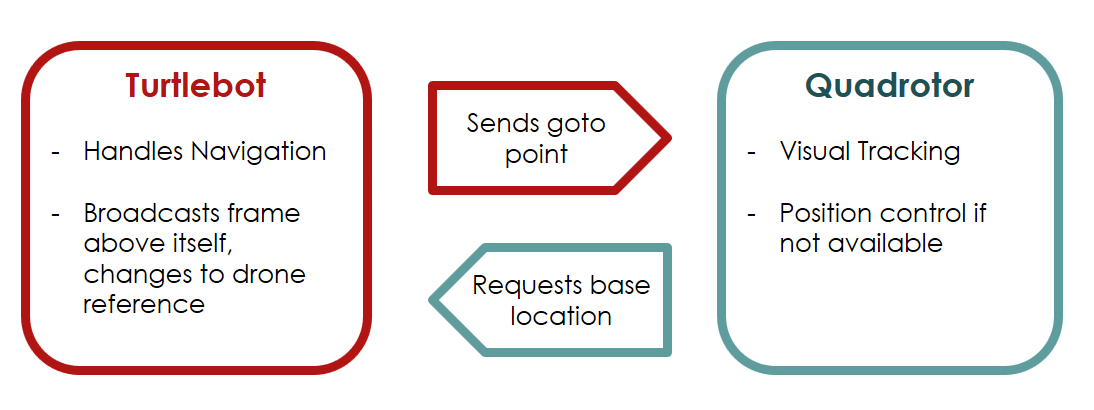 Turtlebot
- Handles Navigation
- Broadcasts frame
above itself,
changes to drone
reference
Sends goto
point
Requests base
location
Quadrotor
- Visual Tracking
- Position control if
not available